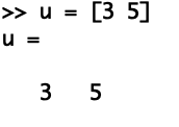 >> u = [3 5]
u =
3 5